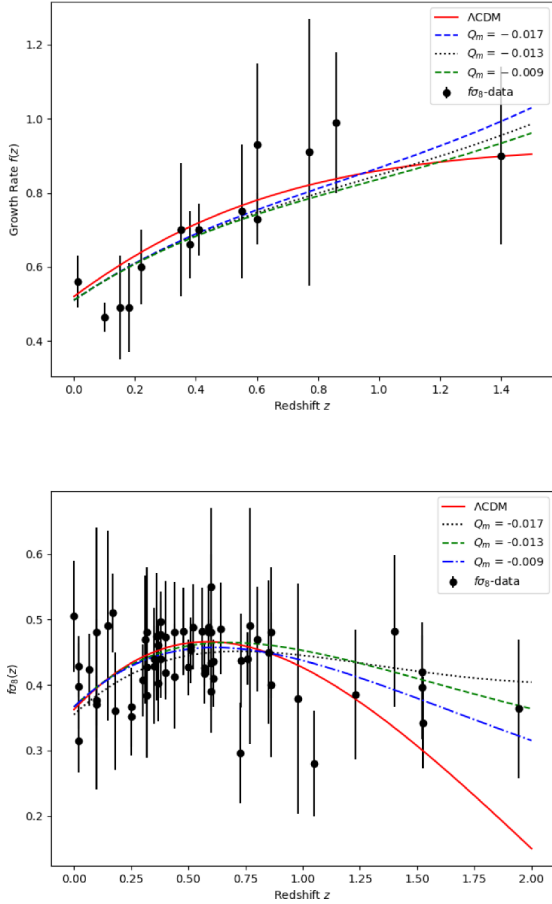 ΛCDM
Q_m = −0.017
Q_m = −0.013
Q_m = −0.009
fσ_8-data
Growth Rate f(z)
1.2
1.0
0.8
0.6
0.4
0.0 0.2 0.4 0.6 0.8 1.0 1.2 1.4
Redshift z
ΛCDM
Q_m = -0.017
Q_m = -0.013
Q_m = -0.009
fσ_8-data
fσ_8(z)
0.6
0.5
0.4
0.3
0.2
0.00 0.25 0.50 0.75 1.00 1.25 1.50 1.75 2.00
Redshift z